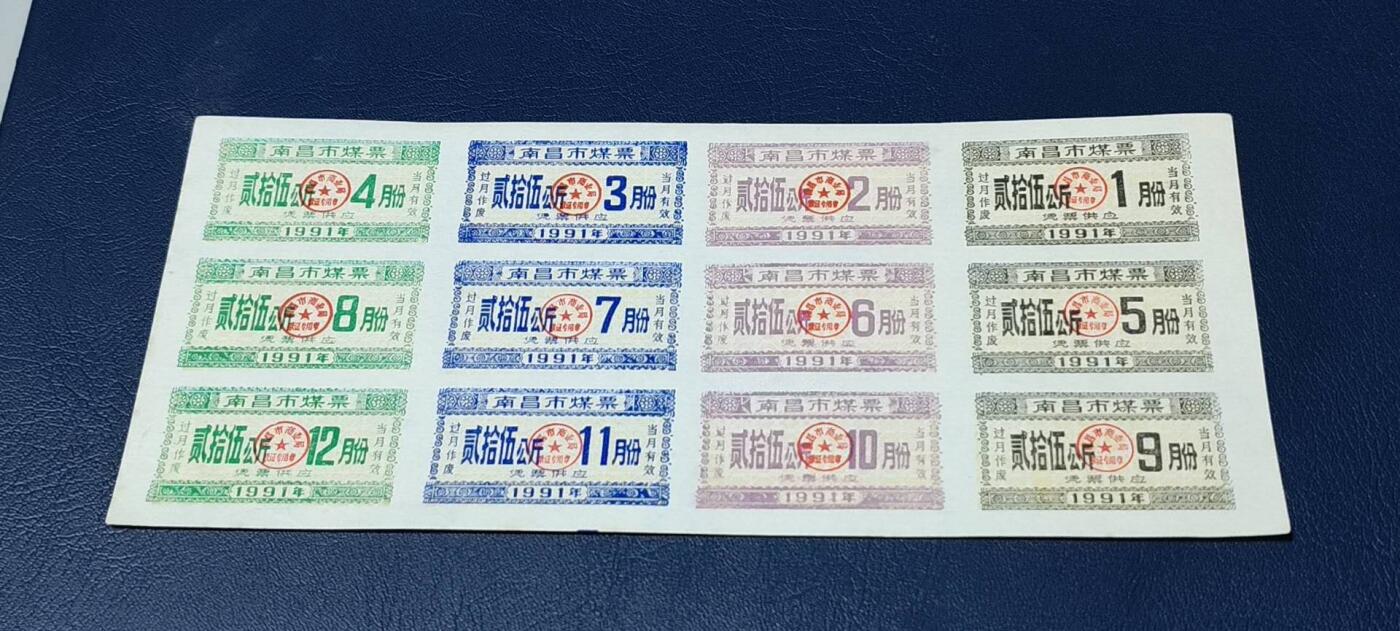 南昌市煤票
过月作废
贰拾伍公斤 4月份
当月有效
凭票供应
1991年
南昌市煤票
贰拾伍公斤 3月份
过月作废
当月有效
凭票供应
1991年
南昌市煤票
过月作废
贰拾伍公斤 2月份
当月有效
凭票供应
1991年
南昌市煤票
过月作废
贰拾伍公斤 1月份
当月有效
凭票供应
1991年
南昌市煤票
过月作废
贰拾伍公斤 8月份
当月有效
凭票供应
1991年
南昌市煤票
过月作废
贰拾伍公斤 7月份
当月有效
凭票供应
1991年
南昌市煤票
过月作废
贰拾伍公斤 6月份
当月有效
凭票供应
1991年
南昌市煤票
过月作废
贰拾伍公斤 5月份
当月有效
凭票供应
1991年
南昌市煤票
过月作废
贰拾伍公斤 12月份
当月有效
凭票供应
1991年
南昌市煤票
过月作废
贰拾伍公斤 11月份
当月有效
凭票供应
1991年
南昌市煤票
过月作废
贰拾伍公斤 10月份
当月有效
凭票供应
1991年
南昌市煤票
过月作废
贰拾伍公斤 9月份
当月有效
凭票供应
1991年